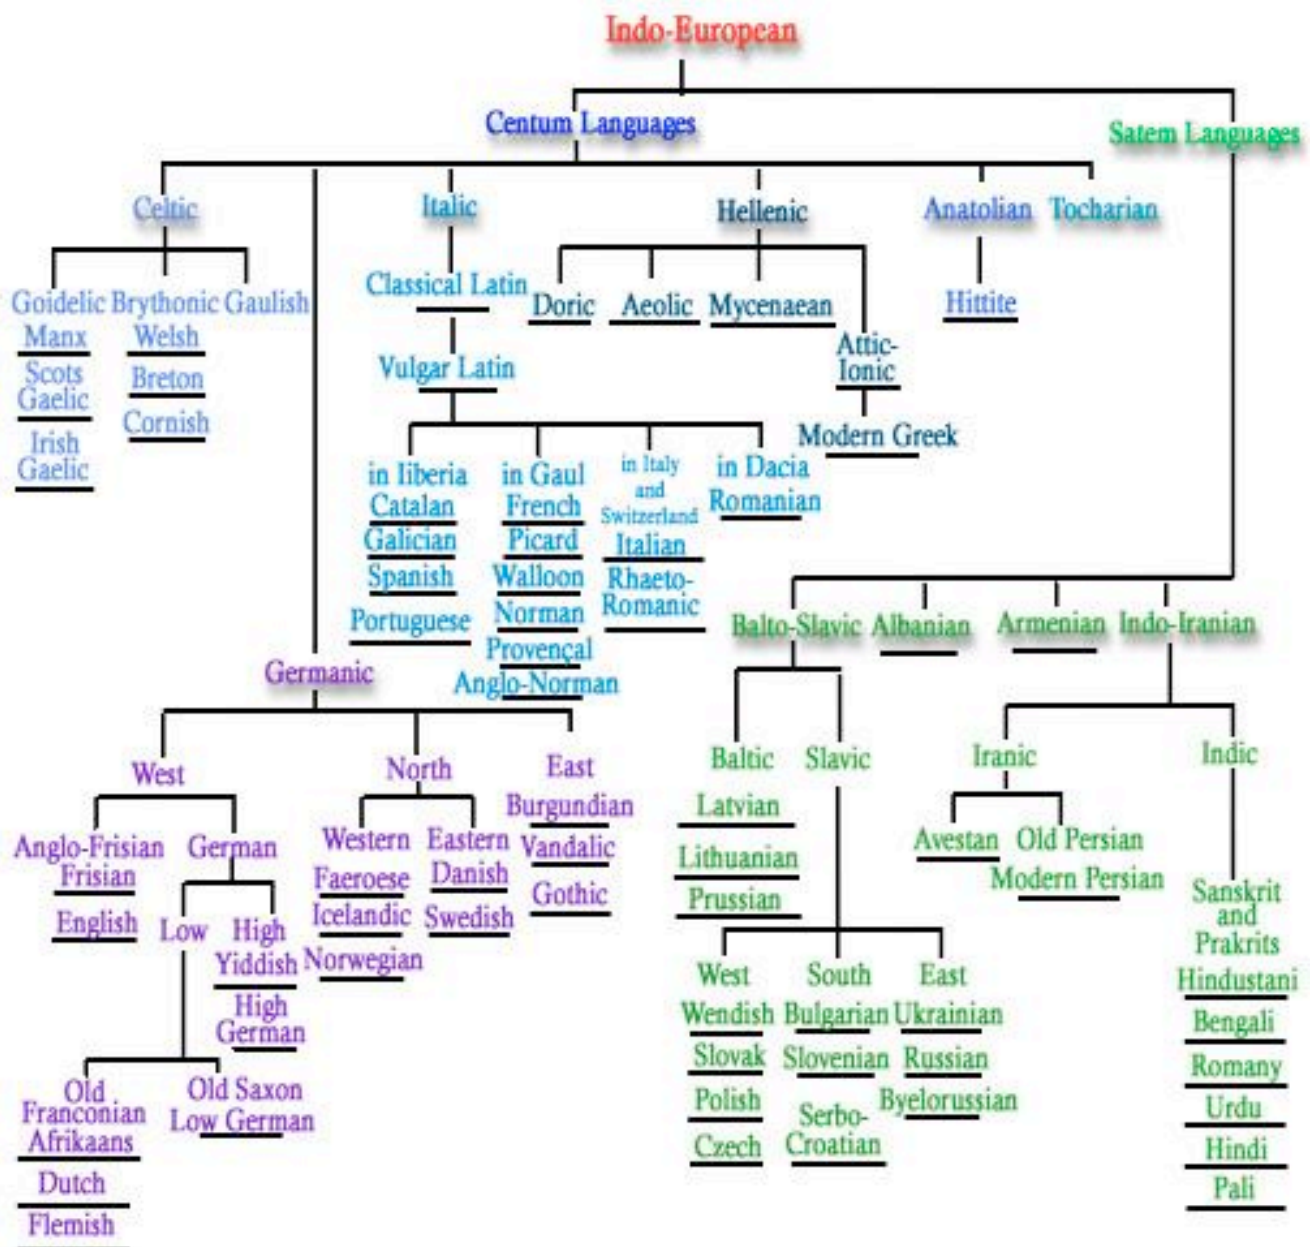 Indo-European
Centum Languages
Satem Languages
Celtic
Italic
Hellenic
Anatolian
Tocharian
Goidelic
Manx
Scots
Gaelic
Irish
Gaelic
Brythonic
Welsh
Breton
Cornish
Gaulish
Classical Latin
Vulgar Latin
in Iiberia
Catalan
Galician
Spanish
Portuguese
in Gaul
French
Picard
Walloon
Norman
Provençal
Anglo-Norman
in Italy
and
Switzerland
Italian
Rhaeto-
Romanic
in Dacia
Romanian
Doric
Aeolic
Mycenaean
Attic-
Ionic
Modern Greek
Hittite
Germanic
West
Anglo-Frisian
Frisian
English
German
Low
High
Yiddish
High
German
Old
Franconian
Afrikaans
Dutch
Flemish
Old Saxon
Low German
North
Western
Faeroese
Icelandic
Norwegian
Eastern
Danish
Swedish
East
Burgundian
Vandalic
Gothic
Balto-Slavic
Albanian
Armenian
Indo-Iranian
Baltic
Latvian
Lithuanian
Prussian
Slavic
West
Wendish
Slovak
Polish
Czech
South
Bulgarian
Slovenian
Serbo-
Croatian
East
Ukrainian
Russian
Byelorussian
Iranic
Avestan
Old Persian
Modern Persian
Indic
Sanskrit
and
Prakrits
Hindustani
Bengali
Romany
Urdu
Hindi
Pali